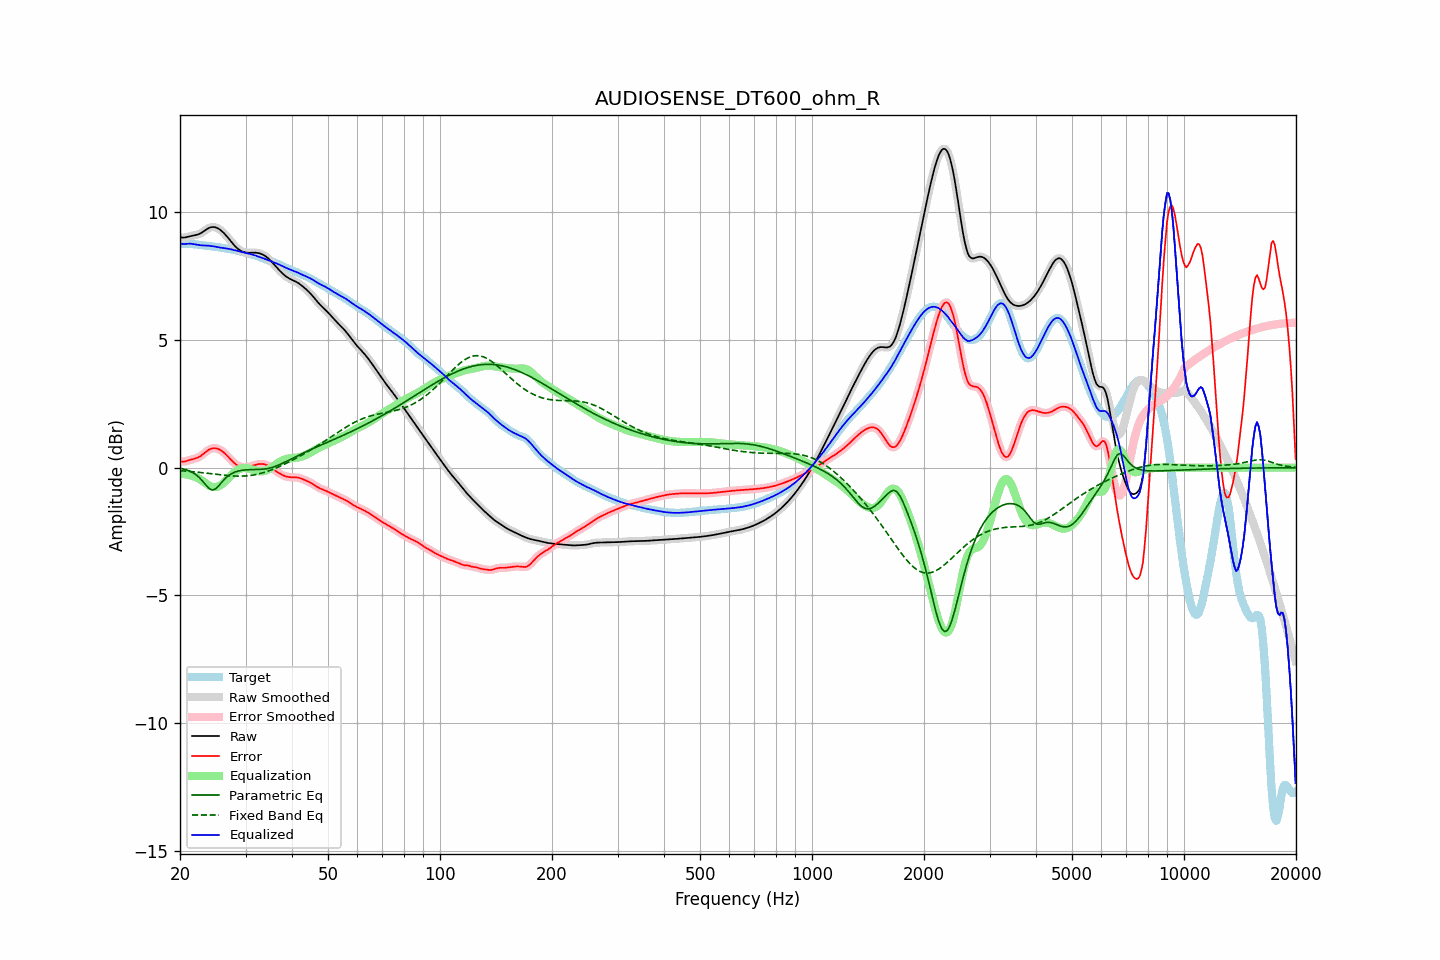 AUDIOSENSE_DT600_ohm_R
10
5
0
−5
−10
−15
Amplitude (dBr)
Target
Raw Smoothed
Error Smoothed
Raw
Error
Equalization
Parametric Eq
Fixed Band Eq
Equalized
20 50 100 200 500 1000 2000 5000 10000 20000
Frequency (Hz)